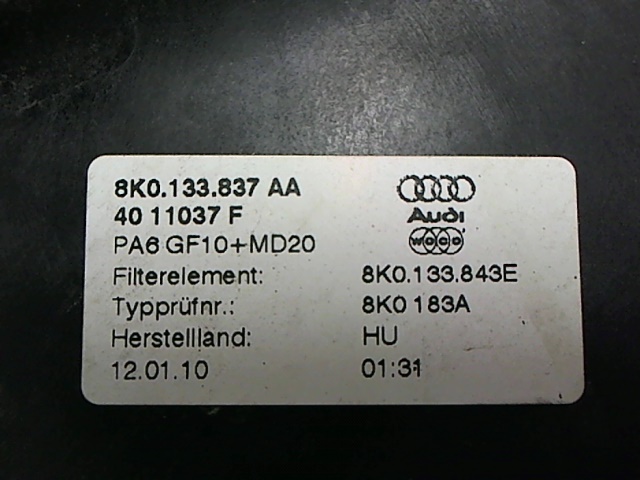 8K0.133.837 AA
40 11037 F
Audi
PA6 GF10+MD20
woco
Filterelement: 8K0.133.843E
Typprüfnr.: 8K0 183A
Herstellland: HU
12.01.10 01:31